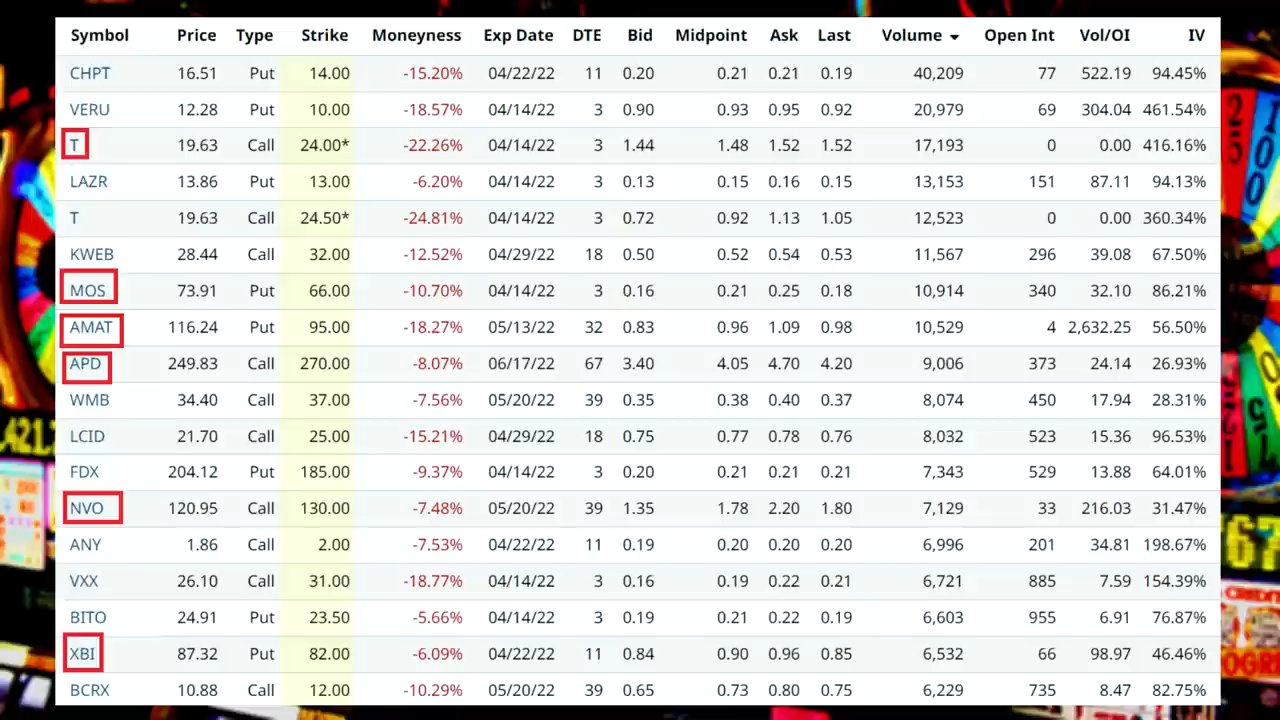 Symbol Price Type Strike Moneyness Exp Date DTE Bid Midpoint Ask Last Volume Open Int Vol/OI IV
CHPT 16.51 Put 14.00 -15.20% 04/22/22 11 0.20 0.21 0.21 0.19 40,209 77 522.19 94.45%
VERU 12.28 Put 10.00 -18.57% 04/14/22 3 0.90 0.93 0.95 0.92 20,979 69 304.04 461.54%
T 19.63 Call 24.00* -22.26% 04/14/22 3 1.44 1.48 1.52 1.52 17,193 0 0.00 416.16%
LAZR 13.86 Put 13.00 -6.20% 04/14/22 3 0.13 0.15 0.16 0.15 13,153 151 87.11 94.13%
T 19.63 Call 24.50* -24.81% 04/14/22 3 0.72 0.92 1.13 1.05 12,523 0 0.00 360.34%
KWEB 28.44 Call 32.00 -12.52% 04/29/22 18 0.50 0.52 0.54 0.53 11,567 296 39.08 67.50%
MOS 73.91 Put 66.00 -10.70% 04/14/22 3 0.16 0.21 0.25 0.18 10,914 340 32.10 86.21%
AMAT 116.24 Put 95.00 -18.27% 05/13/22 32 0.83 0.96 1.09 0.98 10,529 4 2,632.25 56.50%
APD 249.83 Call 270.00 -8.07% 06/17/22 67 3.40 4.05 4.70 4.20 9,006 373 24.14 26.93%
WMB 34.40 Call 37.00 -7.56% 05/20/22 39 0.35 0.38 0.40 0.37 8,074 450 17.94 28.31%
LCID 21.70 Call 25.00 -15.21% 04/29/22 18 0.75 0.77 0.78 0.76 8,032 523 15.36 96.53%
FDX 204.12 Put 185.00 -9.37% 04/14/22 3 0.20 0.21 0.21 0.21 7,343 529 13.88 64.01%
NVO 120.95 Call 130.00 -7.48% 05/20/22 39 1.35 1.78 2.20 1.80 7,129 33 216.03 31.47%
ANY 1.86 Call 2.00 -7.53% 04/22/22 11 0.19 0.20 0.20 0.20 6,996 201 34.81 198.67%
VXX 26.10 Call 31.00 -18.77% 04/14/22 3 0.16 0.19 0.22 0.21 6,721 885 7.59 154.39%
BITO 24.91 Put 23.50 -5.66% 04/14/22 3 0.19 0.21 0.22 0.19 6,603 955 6.91 76.87%
XBI 87.32 Put 82.00 -6.09% 04/22/22 11 0.84 0.90 0.96 0.85 6,532 66 98.97 46.46%
BCRX 10.88 Call 12.00 -10.29% 05/20/22 39 0.65 0.73 0.80 0.75 6,229 735 8.47 82.75%